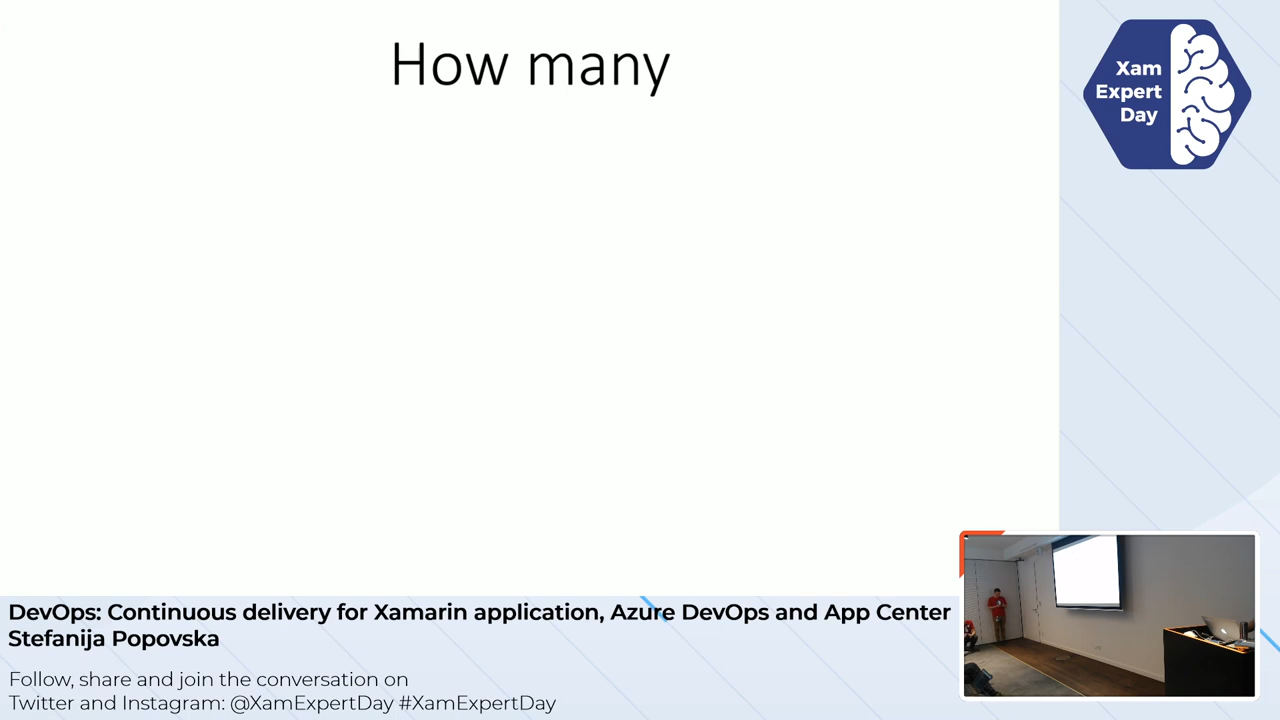 How many
Xam
Expert
Day
DevOps: Continuous delivery for Xamarin application, Azure DevOps and App Center
Stefanija Popovska
Follow, share and join the conversation on
Twitter and Instagram: @XamExpertDay #XamExpertDay